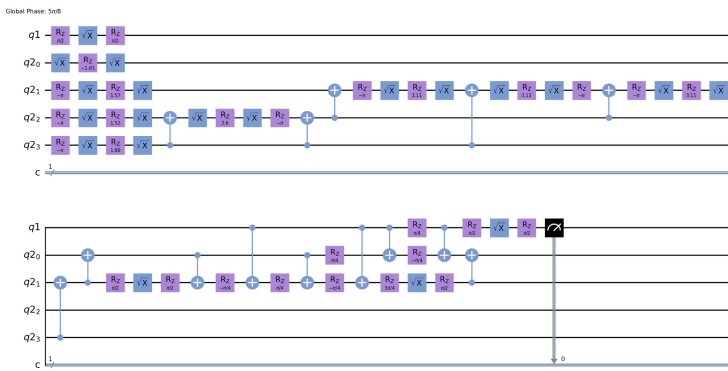 Global Phase: 5π/8
q1 Rz π/2 √X Rz π/2
q2₀ √X Rz −1.01 √X
q2₁ Rz −π √X Rz 1.57 √X Rz −π √X Rz 3.11 √X √X Rz 3.11 √X Rz −π Rz −π √X Rz 3.11 √X
q2₂ Rz −π √X Rz 1.52 √X √X Rz 2.6 √X Rz −π
q2₃ Rz −π √X Rz 1.88 √X
c 1
q1 Rz π/4 Rz π/2 √X Rz π/2
q2₀ Rz π/4 Rz −π/4
q2₁ Rz π/2 √X Rz π/2 Rz −π/4 Rz π/4 Rz −π/4 Rz 3π/4 √X Rz π/2
q2₂
q2₃
c 1 0